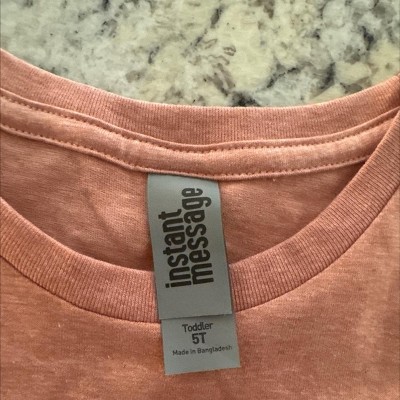 instant
message
Toddler
5T
Made in Bangladesh